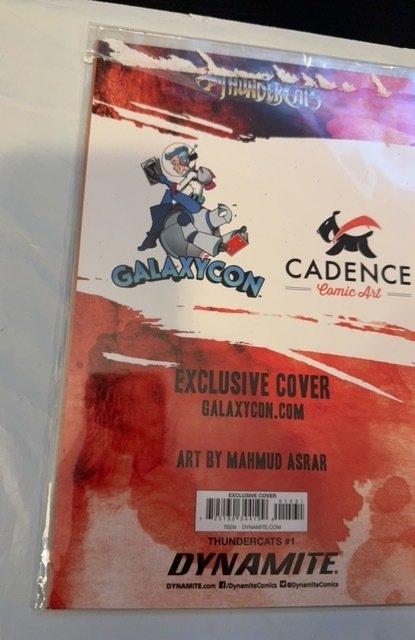 THUNDERCATS
GALAXYCON
CADENCE
Comic Art
EXCLUSIVE COVER
GALAXYCON.COM
ART BY MAHMUD ASRAR
EXCLUSIVE COVER
TEEN DYNAMITE.COM
THUNDERCATS #1
DYNAMITE.
DYNAMITE.com /DynamiteComics @DynamiteComics